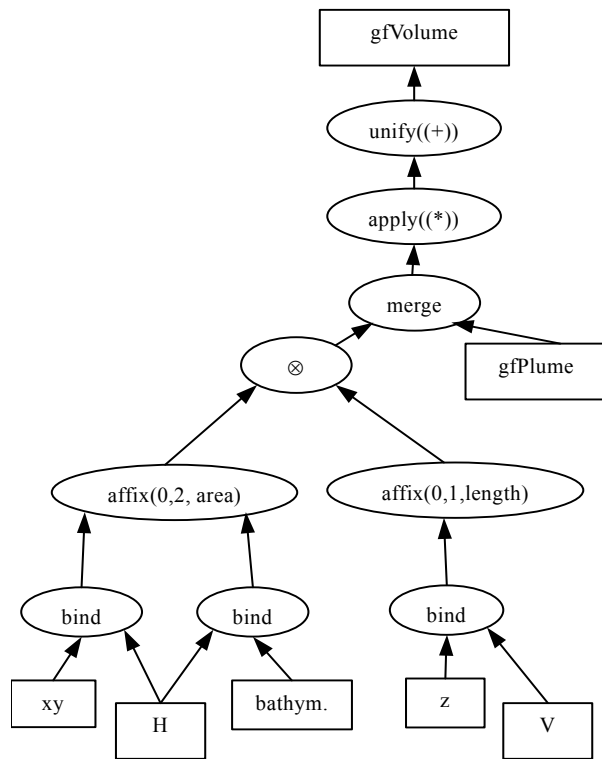 gfVolume
unify((+))
apply((*))
merge
gfPlume
⊗
affix(0,2, area)
affix(0,1,length)
bind
bind
bind
xy
H
bathym.
z
V